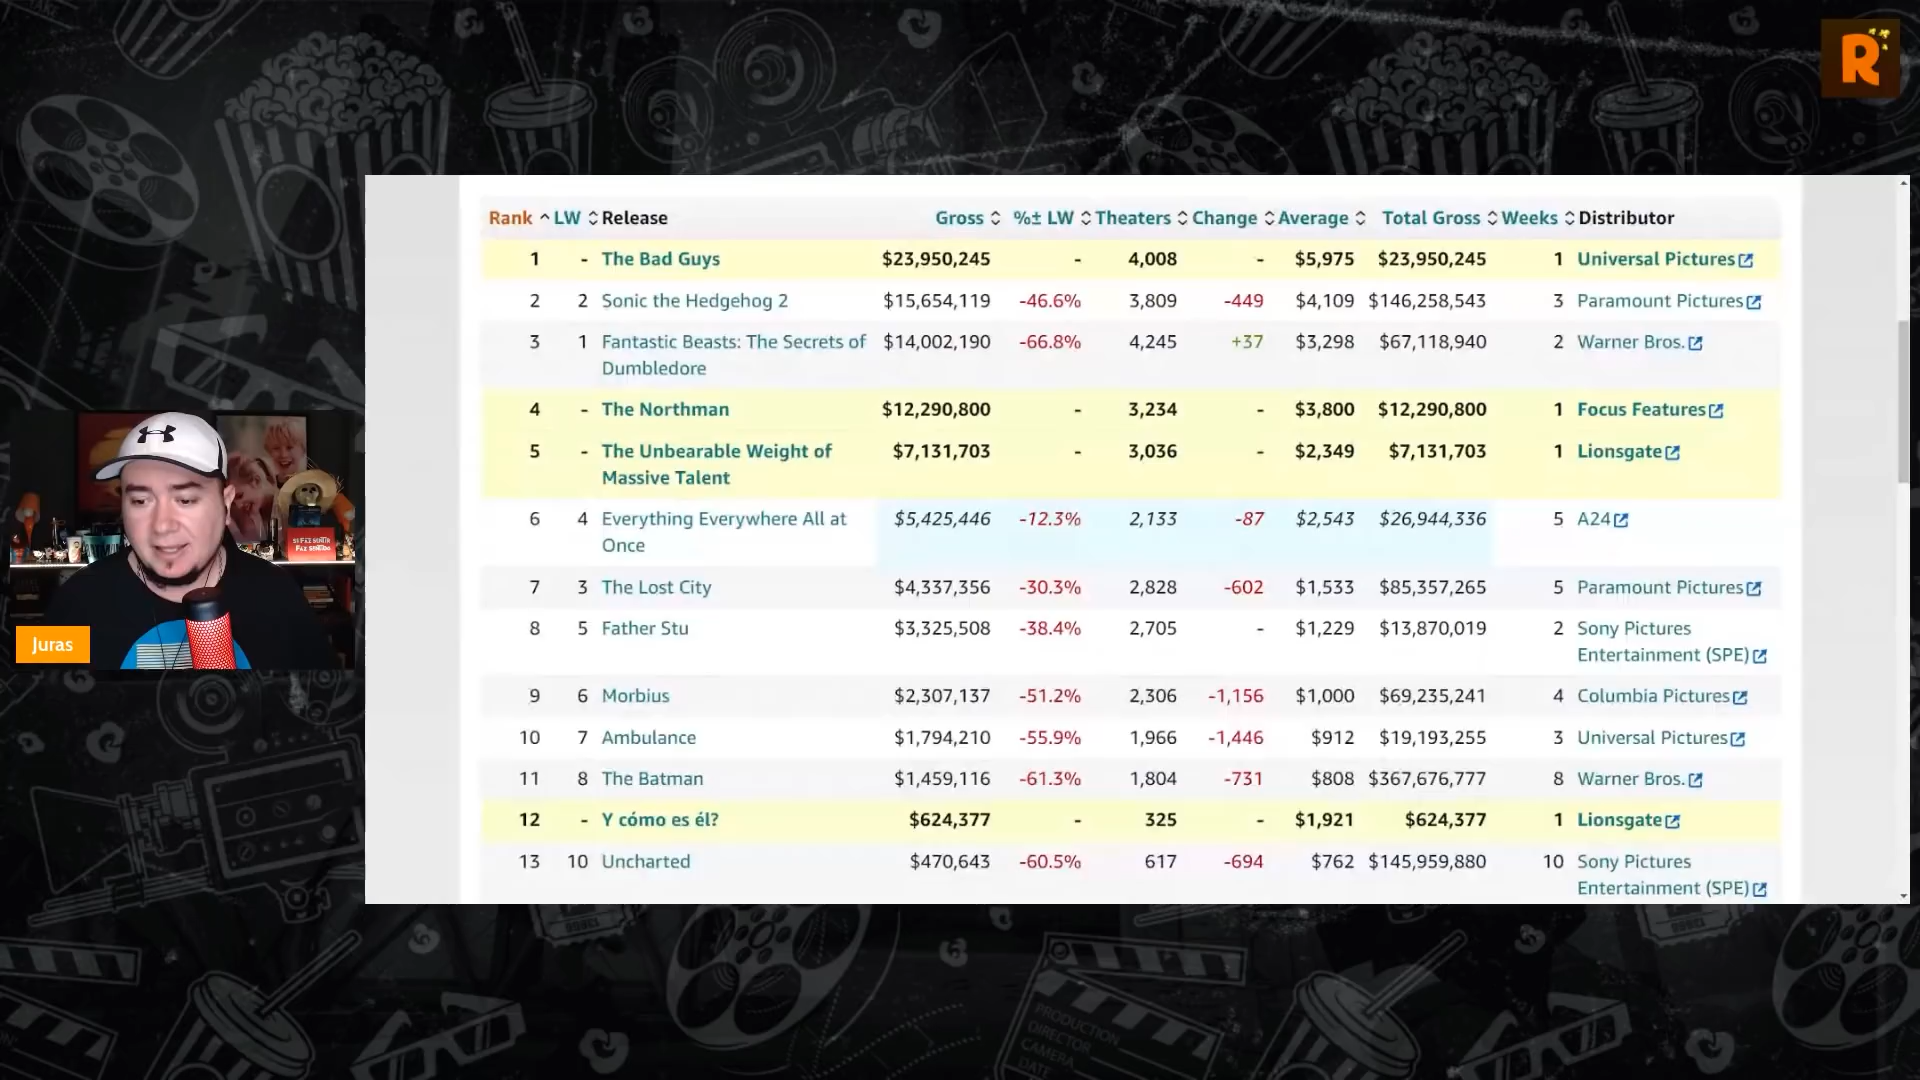 R
Rank LW Release Gross %± LW Theaters Change Average Total Gross Weeks Distributor
1 - The Bad Guys $23,950,245 - 4,008 - $5,975 $23,950,245 1 Universal Pictures
2 2 Sonic the Hedgehog 2 $15,654,119 -46.6% 3,809 -449 $4,109 $146,258,543 3 Paramount Pictures
3 1 Fantastic Beasts: The Secrets of $14,002,190 -66.8% 4,245 +37 $3,298 $67,118,940 2 Warner Bros.
Dumbledore
4 - The Northman $12,290,800 - 3,234 - $3,800 $12,290,800 1 Focus Features
5 - The Unbearable Weight of $7,131,703 - 3,036 - $2,349 $7,131,703 1 Lionsgate
Massive Talent
6 4 Everything Everywhere All at $5,425,446 -12.3% 2,133 -87 $2,543 $26,944,336 5 A24
Once
7 3 The Lost City $4,337,356 -30.3% 2,828 -602 $1,533 $85,357,265 5 Paramount Pictures
8 5 Father Stu $3,325,508 -38.4% 2,705 - $1,229 $13,870,019 2 Sony Pictures
Entertainment (SPE)
9 6 Morbius $2,307,137 -51.2% 2,306 -1,156 $1,000 $69,235,241 4 Columbia Pictures
10 7 Ambulance $1,794,210 -55.9% 1,966 -1,446 $912 $19,193,255 3 Universal Pictures
11 8 The Batman $1,459,116 -61.3% 1,804 -731 $808 $367,676,777 8 Warner Bros.
12 - Y cómo es él? $624,377 - 325 - $1,921 $624,377 1 Lionsgate
13 10 Uncharted $470,643 -60.5% 617 -694 $762 $145,959,880 10 Sony Pictures
Entertainment (SPE)
Juras
PRODUCTION
DIRECTOR
CAMERA
DATE